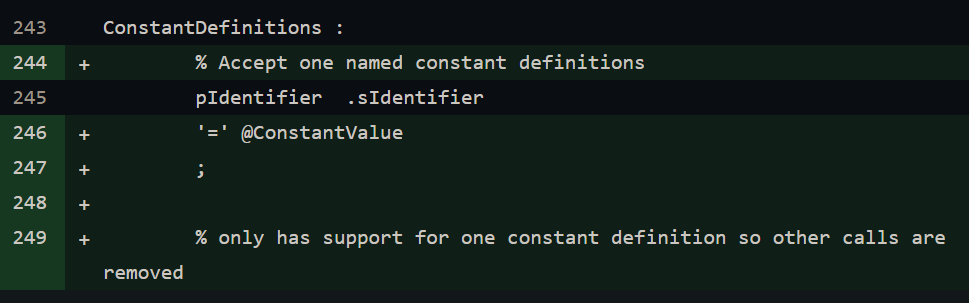 243 ConstantDefinitions :
244 + % Accept one named constant definitions
245 pIdentifier .sIdentifier
246 + '=' @ConstantValue
247 + ;
248 +
249 + % only has support for one constant definition so other calls are
removed